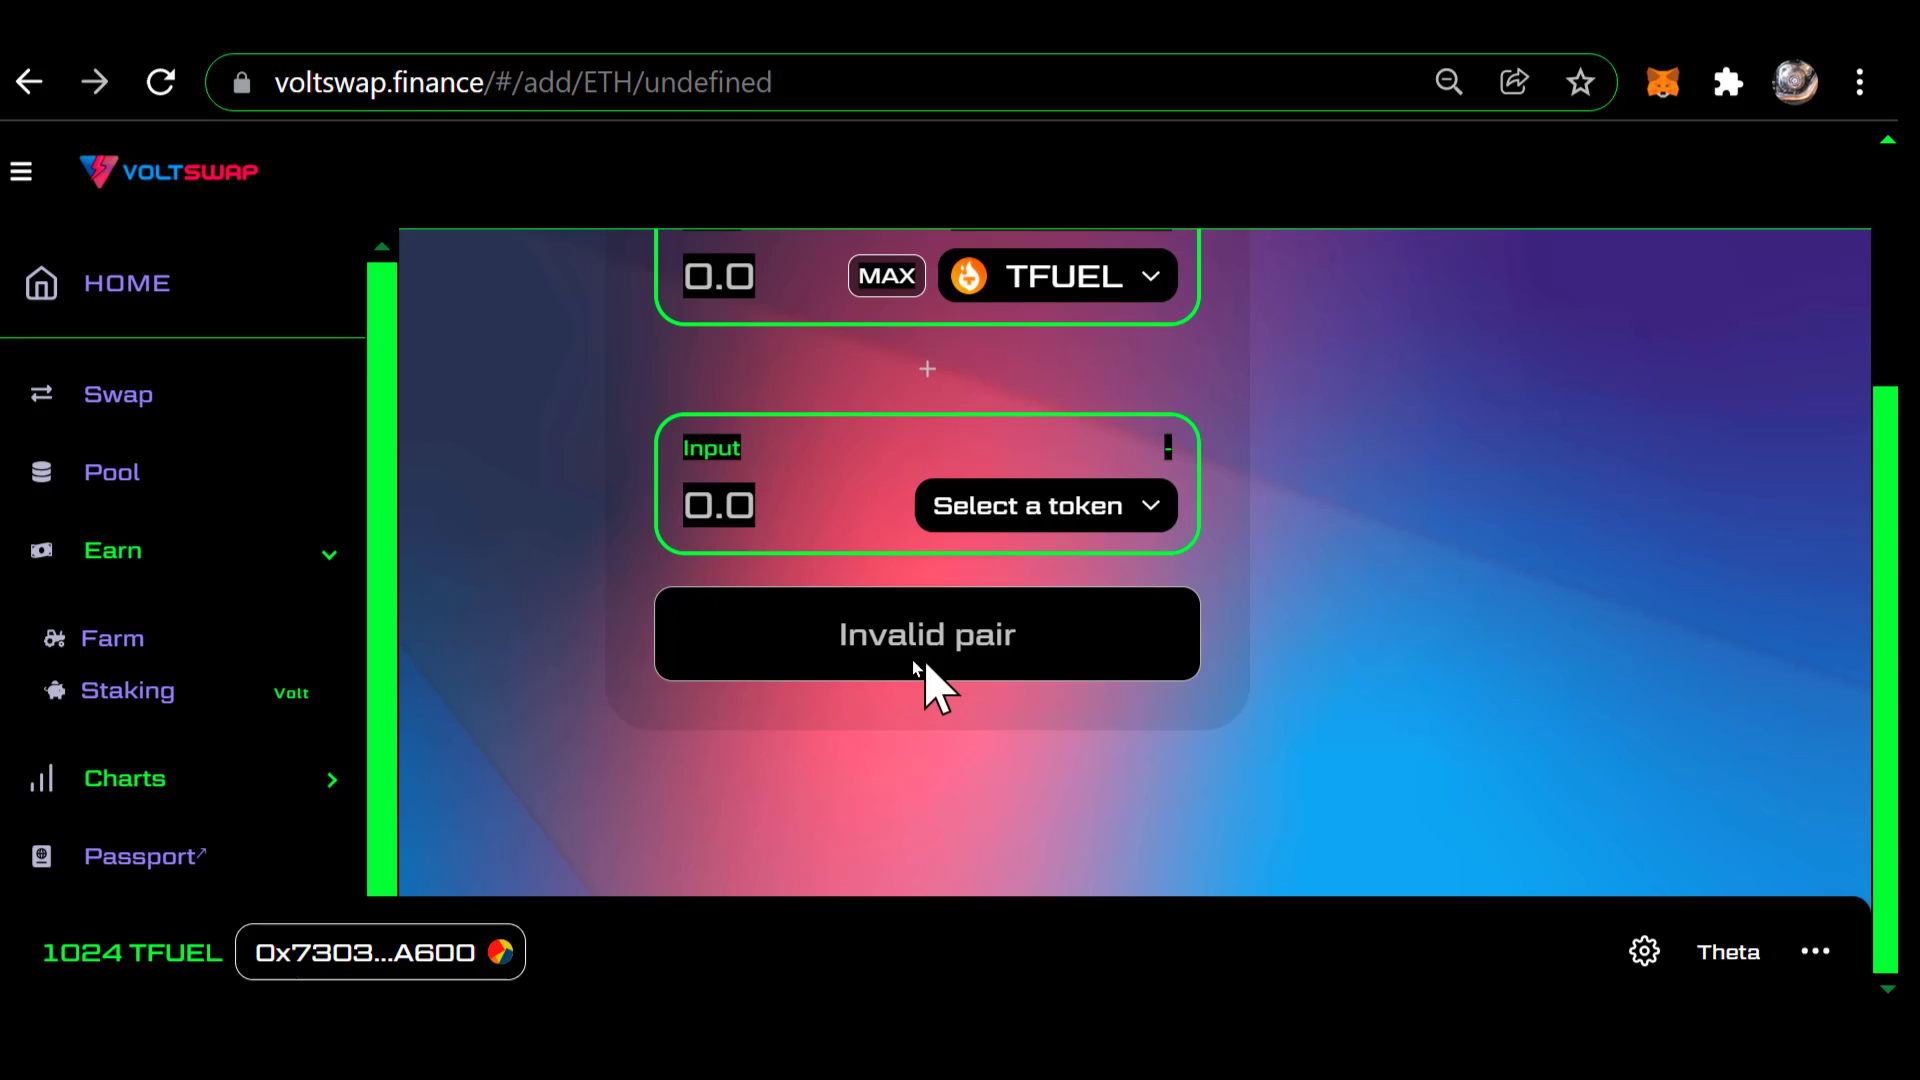 voltswap.finance/#/add/ETH/undefined
VOLTSWAP
HOME
Swap
Pool
Earn
Farm
Staking Volt
Charts
Passport↗
0.0 MAX TFUEL
+
Input -
0.0 Select a token
Invalid pair
1024 TFUEL 0x7303...A600
Theta